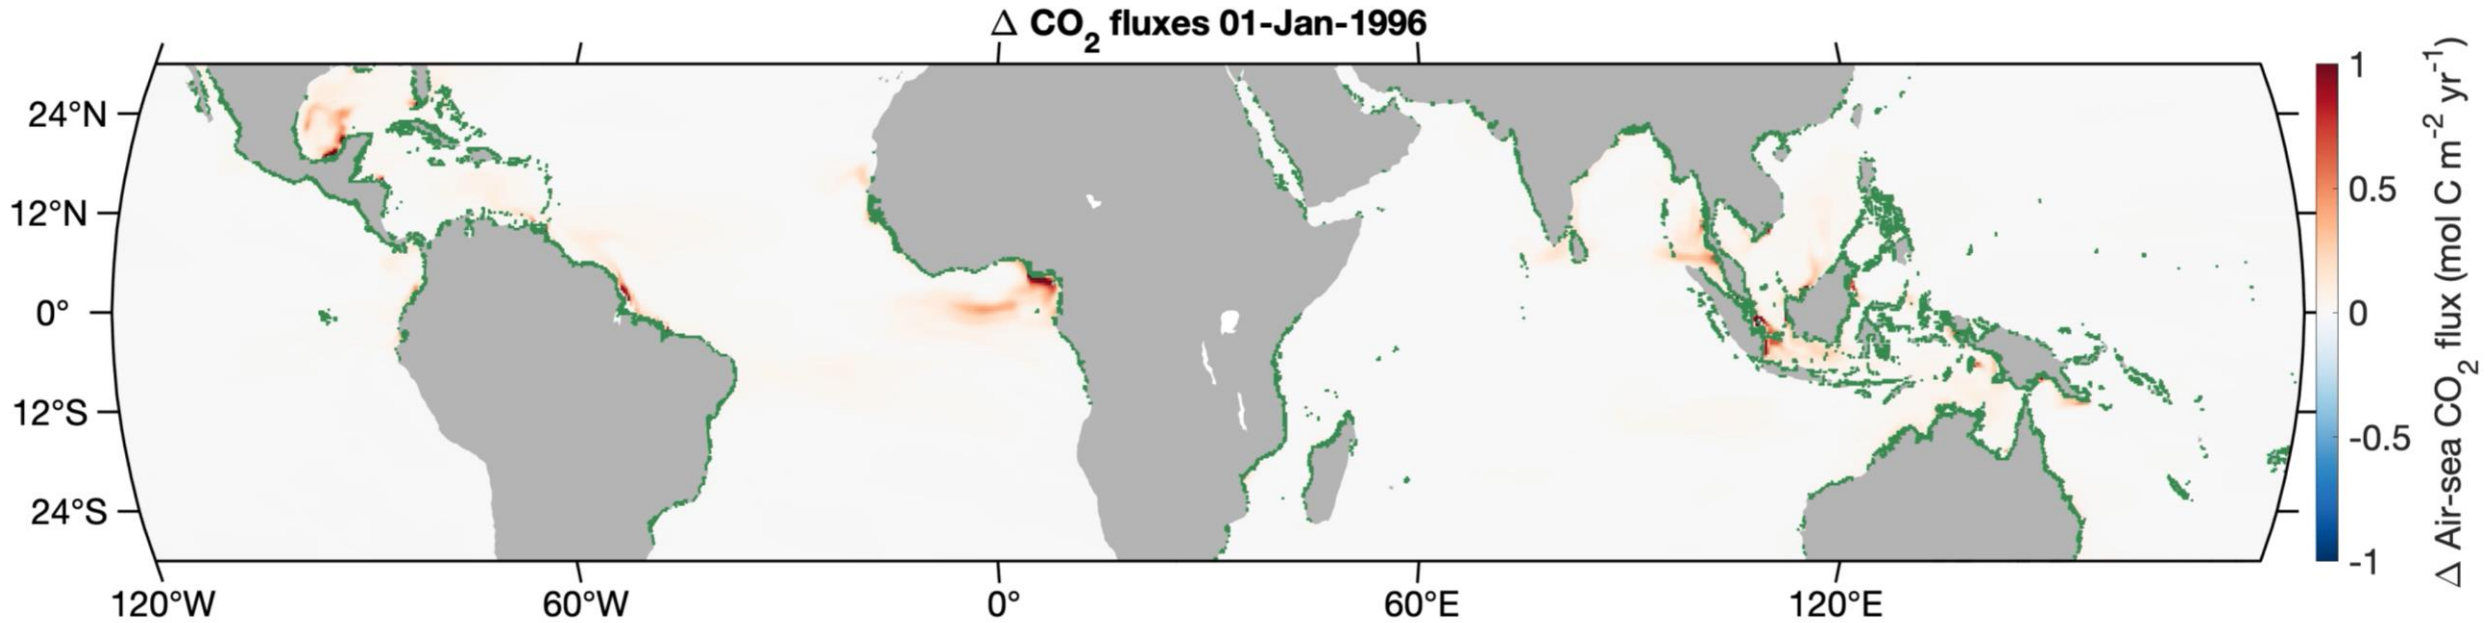 Δ CO₂ fluxes 01-Jan-1996
24°N
12°N
0°
12°S
24°S
120°W
60°W
0°
60°E
120°E
1
0.5
0
-0.5
-1
Δ Air-sea CO₂ flux (mol C m⁻² yr⁻¹)